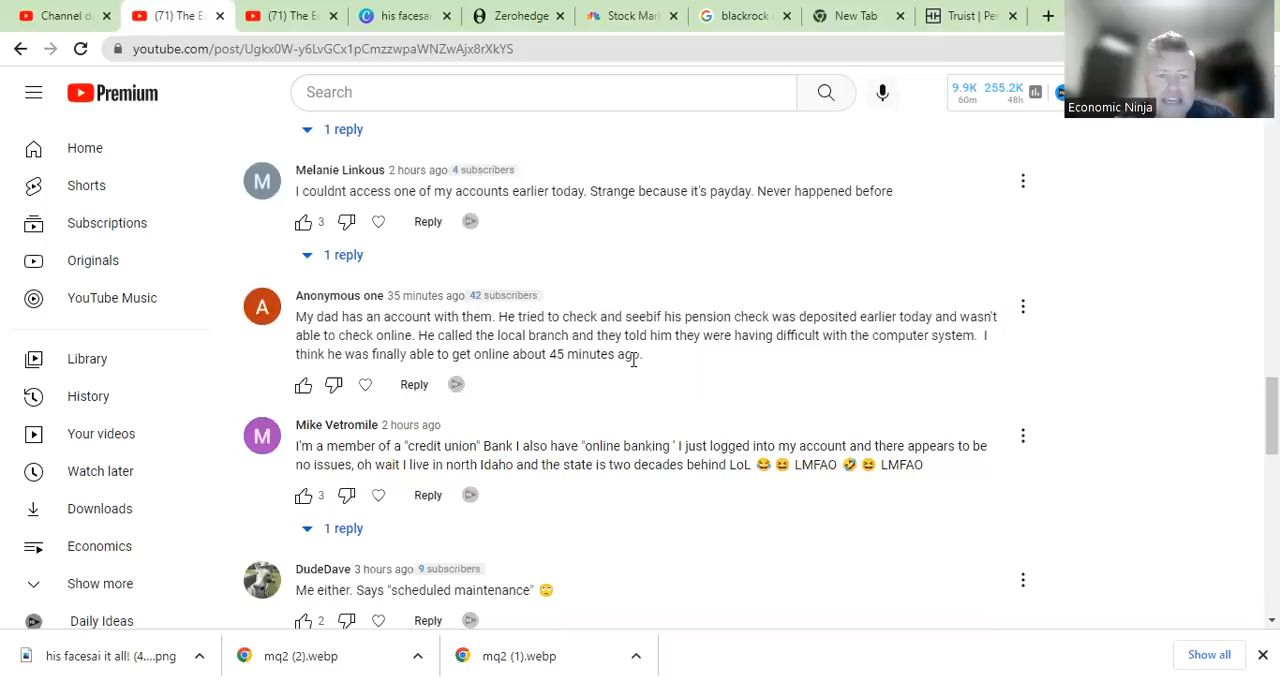 Channel d
(71) The E
(71) The E
his facesai
Zerohedge
Stock Mar
blackrock
New Tab
Truist | Per
youtube.com/post/Ugkx0W-y6LvGCx1pCmzzwpaWNZwAjx8rXkYS
Premium
Search
9.9K 255.2K
60m 48h
Economic Ninja
Home
Shorts
Subscriptions
Originals
YouTube Music
Library
History
Your videos
Watch later
Downloads
Economics
Show more
Daily Ideas
1 reply
M
Melanie Linkous 2 hours ago 4 subscribers
I couldnt access one of my accounts earlier today. Strange because it's payday. Never happened before
3 Reply
1 reply
A
Anonymous one 35 minutes ago 42 subscribers
My dad has an account with them. He tried to check and seebif his pension check was deposited earlier today and wasn't
able to check online. He called the local branch and they told him they were having difficult with the computer system. I
think he was finally able to get online about 45 minutes ago.
Reply
M
Mike Vetromile 2 hours ago
I'm a member of a "credit union" Bank I also have "online banking ' I just logged into my account and there appears to be
no issues, oh wait I live in north Idaho and the state is two decades behind LoL 😂 😆 LMFAO 🤣 😆 LMFAO
3 Reply
1 reply
DudeDave 3 hours ago 9 subscribers
Me either. Says "scheduled maintenance" 🙄
2 Reply
his facesai it all! (4....png
mq2 (2).webp
mq2 (1).webp
Show all